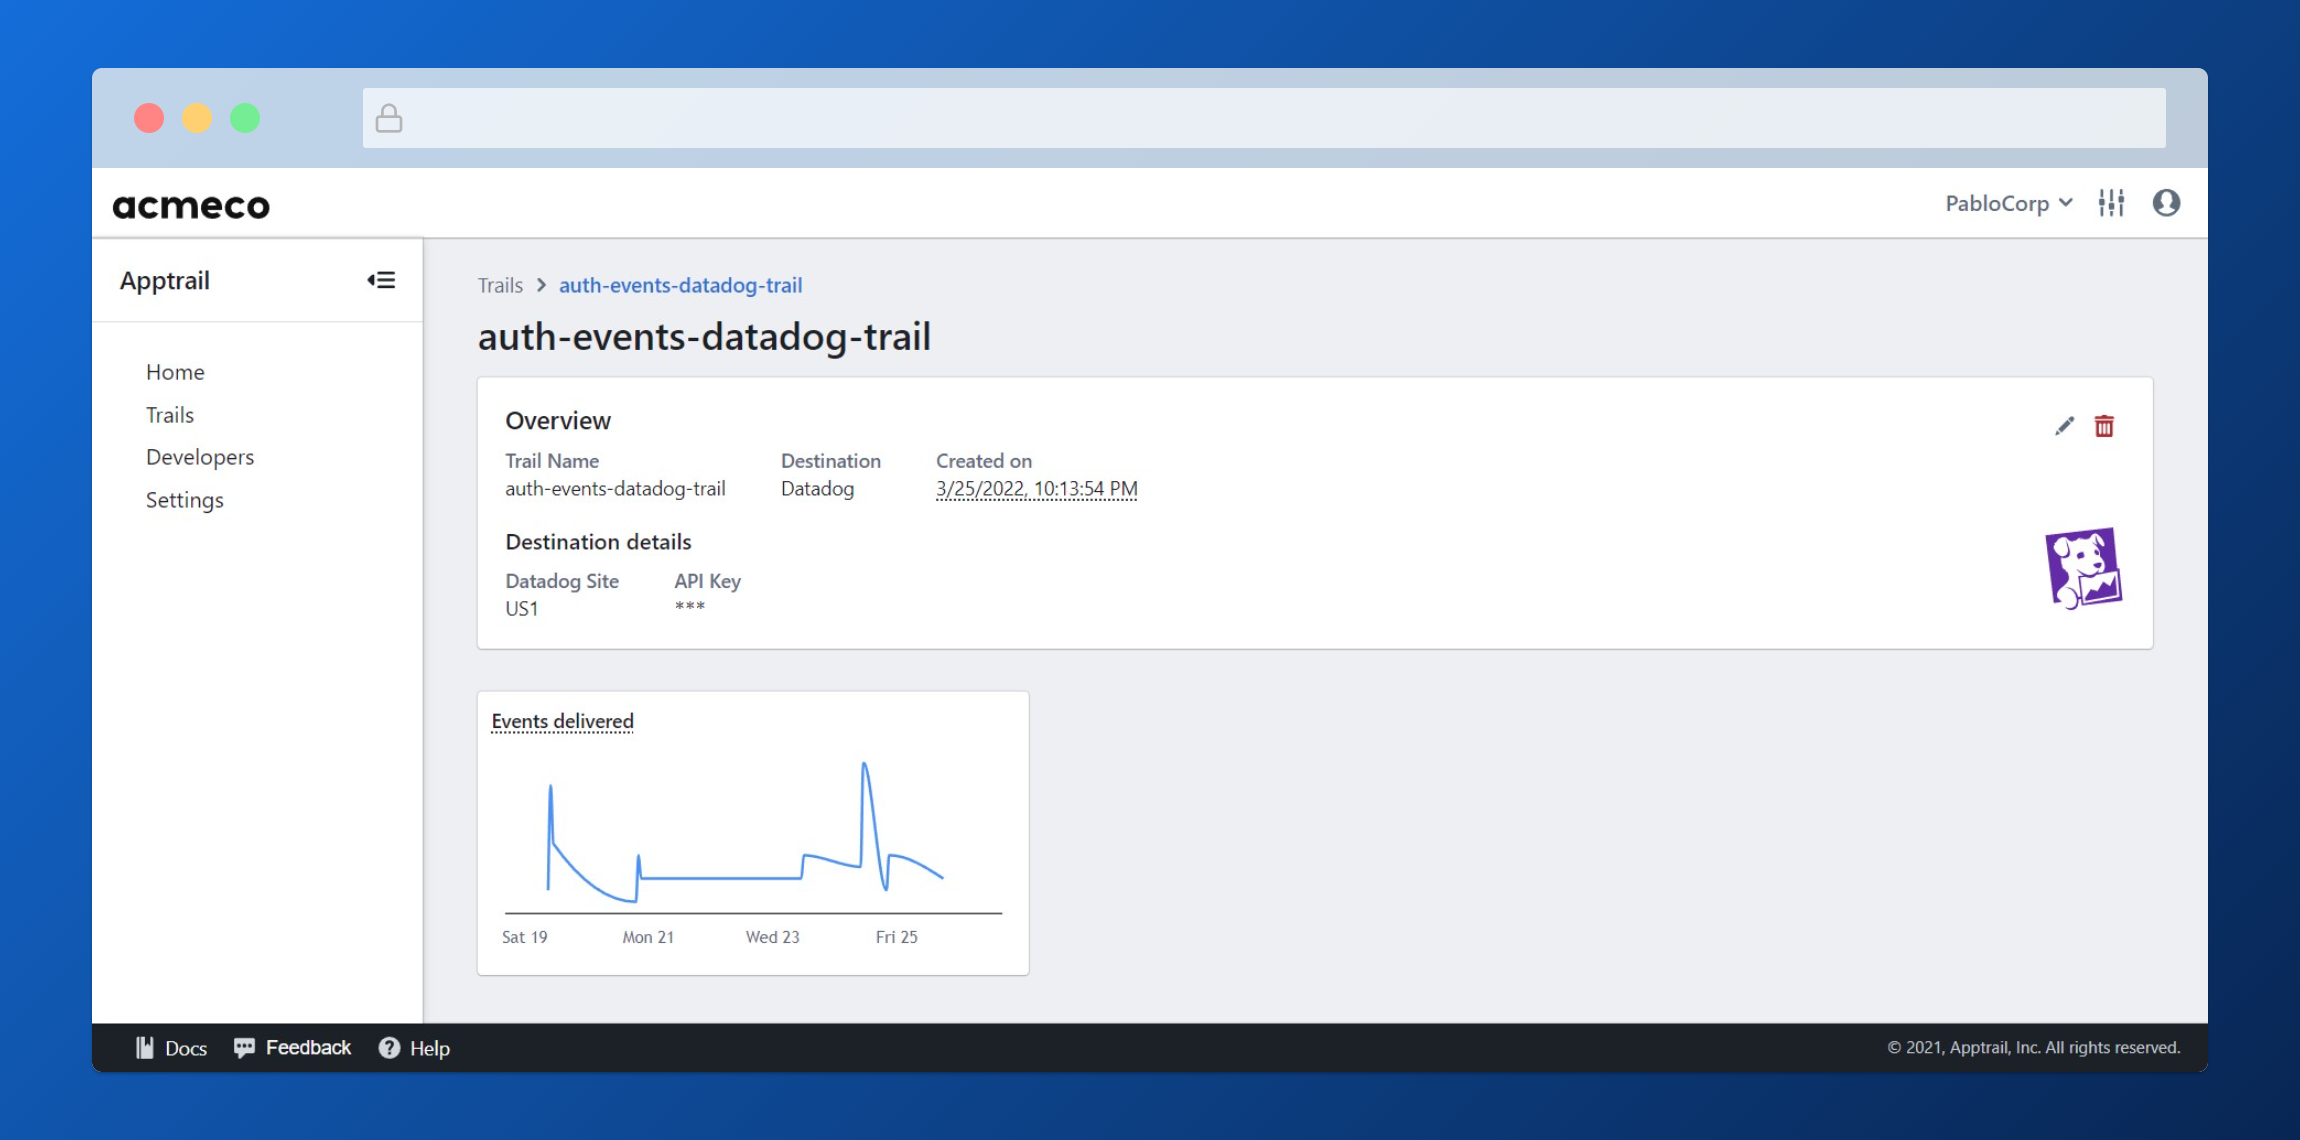 acmeco
PabloCorp
Apptrail
Home
Trails
Developers
Settings
Trails > auth-events-datadog-trail
auth-events-datadog-trail
Overview
Trail Name Destination Created on
auth-events-datadog-trail Datadog 3/25/2022, 10:13:54 PM
Destination details
Datadog Site API Key
US1 ***
Events delivered
Sat 19 Mon 21 Wed 23 Fri 25
Docs Feedback Help
© 2021, Apptrail, Inc. All rights reserved.